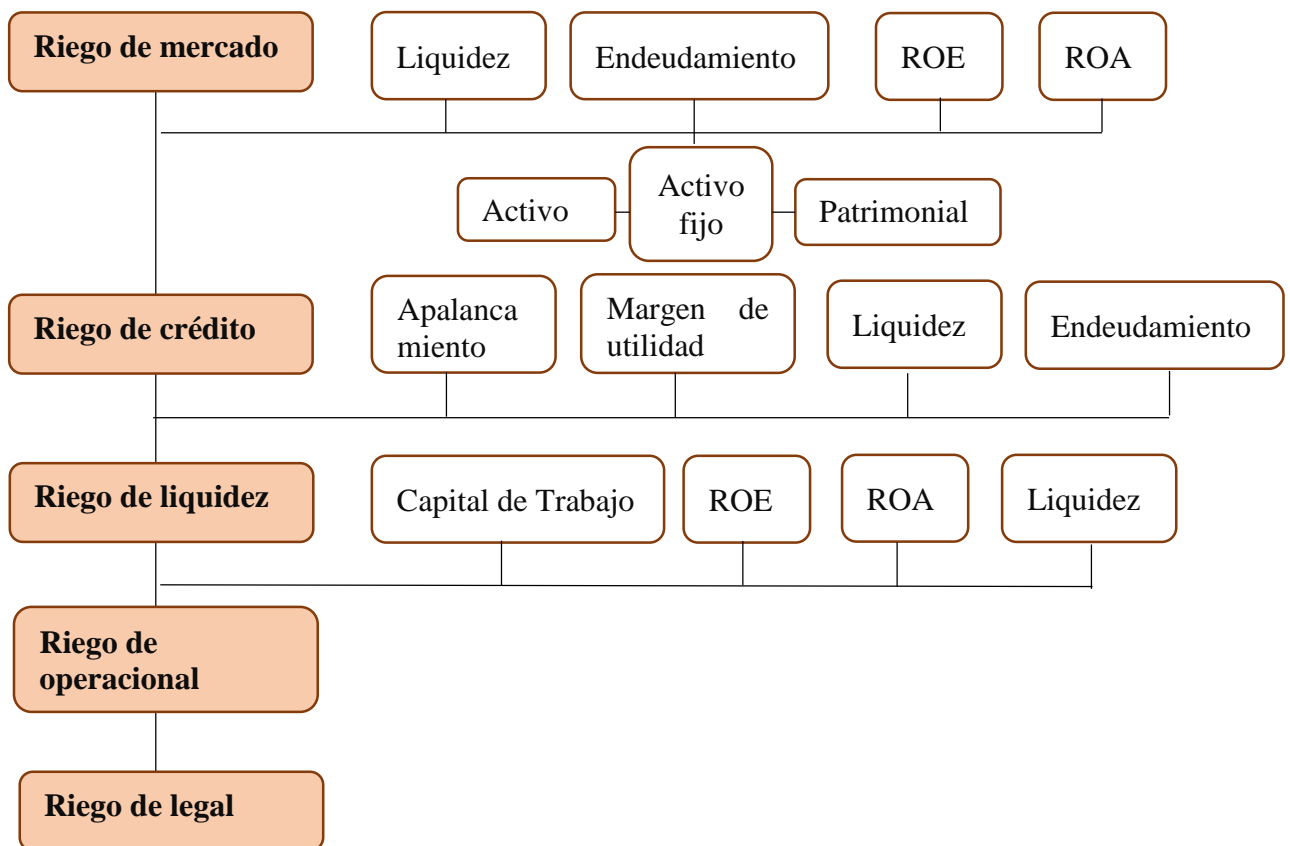 Riego de mercado
Liquidez
Endeudamiento
ROE
ROA
Activo
Activo
fijo
Patrimonial
Riego de crédito
Apalanca
miento
Margen de
utilidad
Liquidez
Endeudamiento
Riego de liquidez
Capital de Trabajo
ROE
ROA
Liquidez
Riego de
operacional
Riego de legal